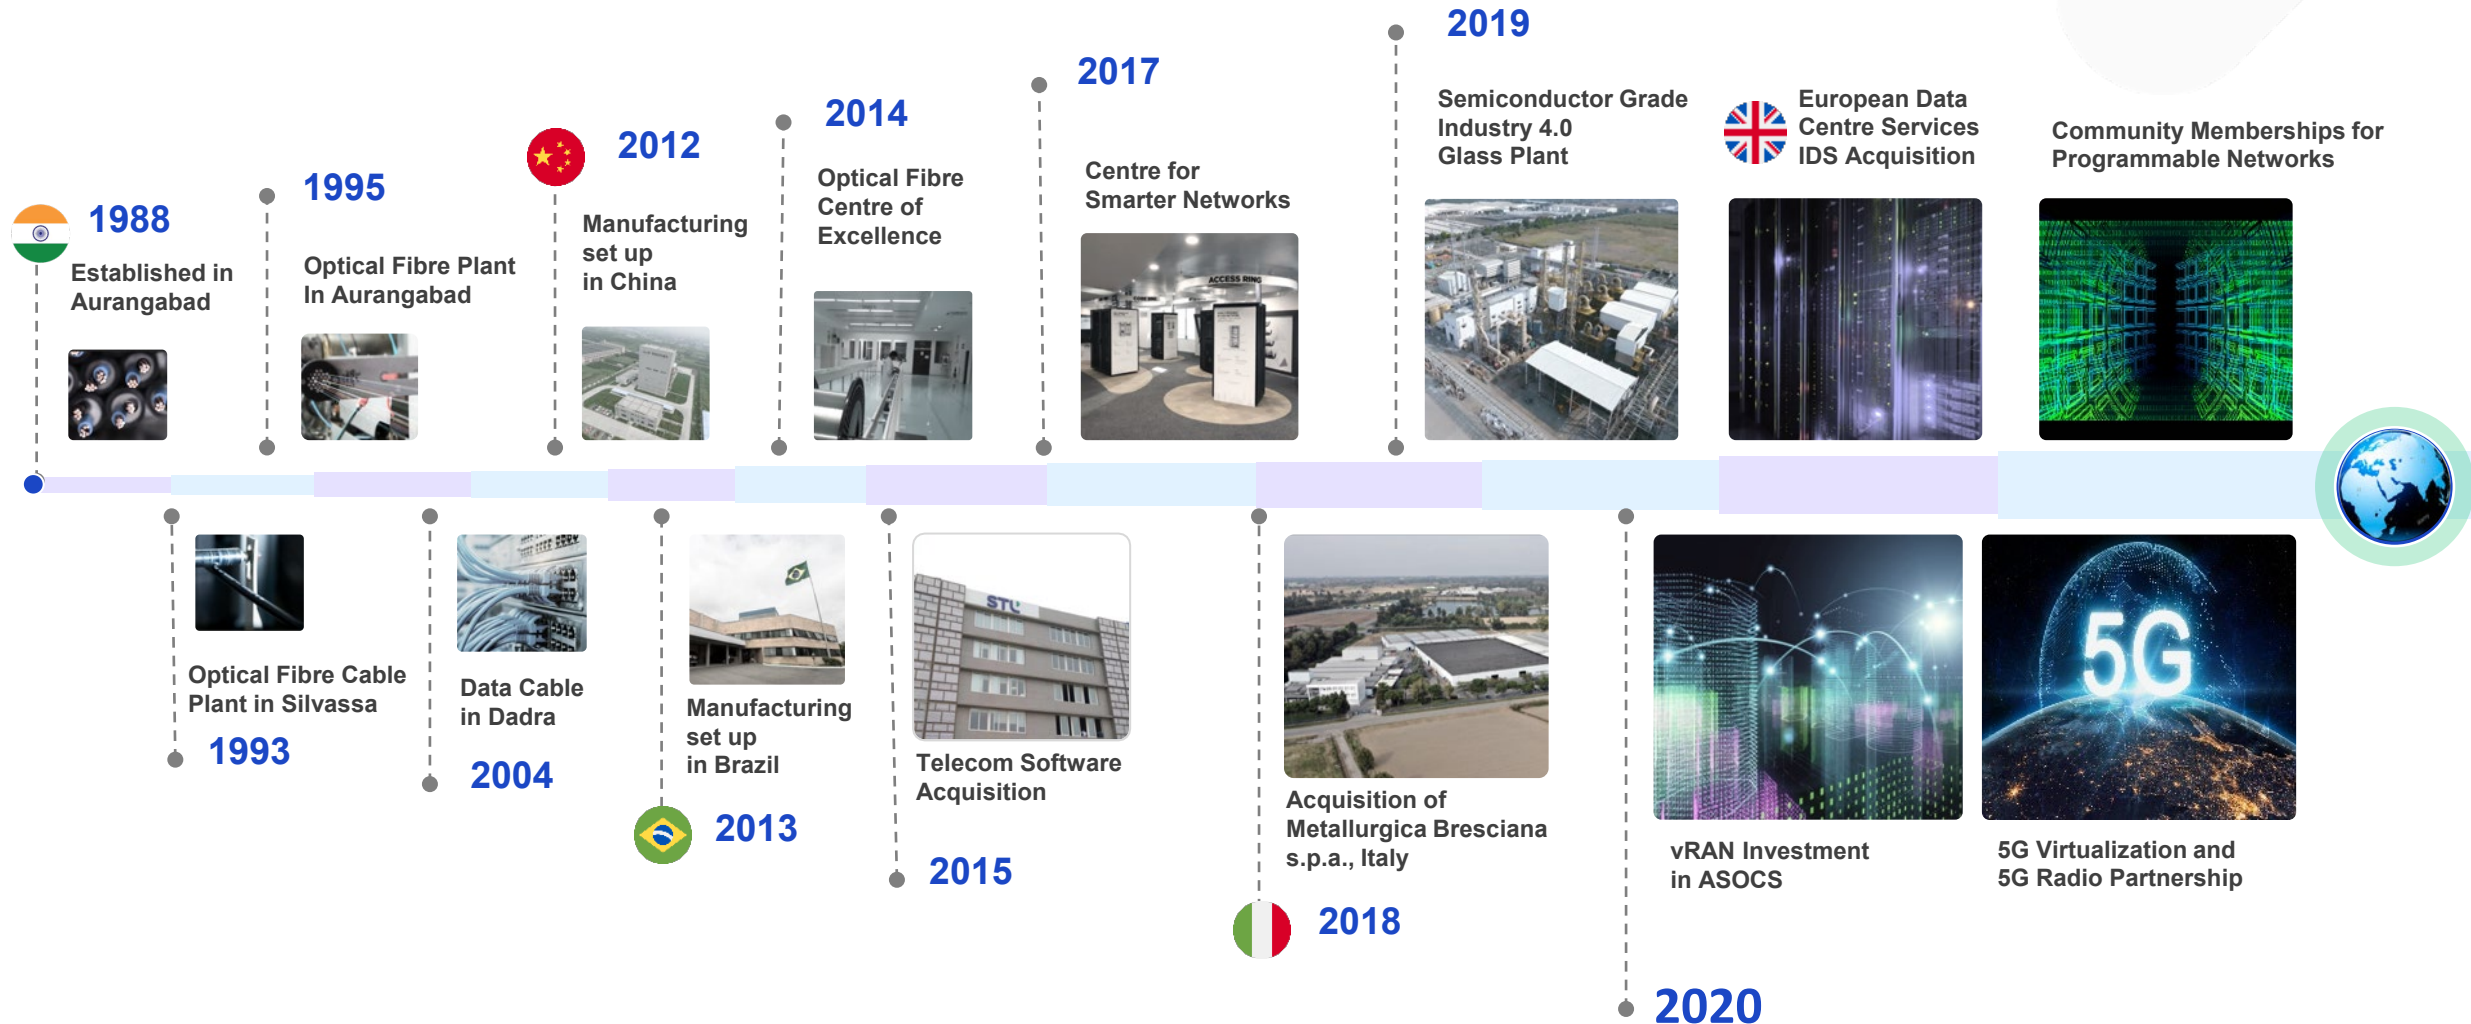 1988
Established in
Aurangabad
Optical Fibre Cable
Plant in Silvassa
1993
1995
Optical Fibre Plant
In Aurangabad
Data Cable
in Dadra
2004
2012
Manufacturing
set up
in China
Manufacturing
set up
in Brazil
2013
2014
Optical Fibre
Centre of
Excellence
STL
Telecom Software
Acquisition
2015
2017
Centre for
Smarter Networks
ACCESS RING
Acquisition of
Metallurgica Bresciana
s.p.a., Italy
2018
2019
Semiconductor Grade
Industry 4.0
Glass Plant
European Data
Centre Services
IDS Acquisition
Community Memberships for
Programmable Networks
vRAN Investment
in ASOCS
5G
5G Virtualization and
5G Radio Partnership
2020